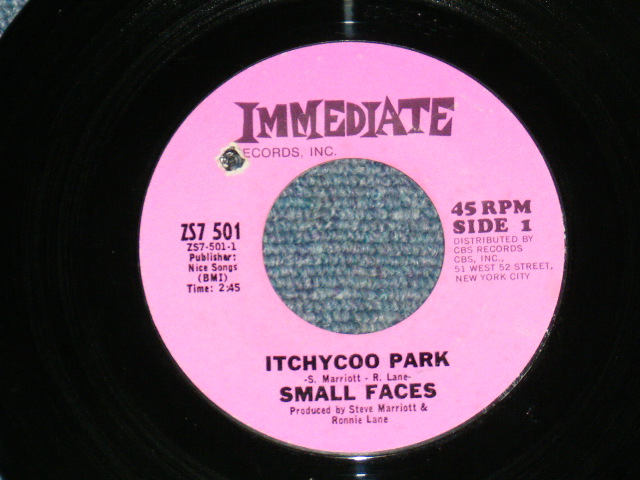 IMMEDIATE
ECORDS, INC.
ZS7 501
ZS7-501-1
Publisher:
Nice Songs
(BMI)
Time: 2:45
45 RPM
SIDE 1
DISTRIBUTED BY
CBS RECORDS
CBS, INC.,
51 WEST 52 STREET,
NEW YORK CITY
ITCHYCOO PARK
-S. Marriott - R. Lane-
SMALL FACES
Produced by Steve Marriott &
Ronnie Lane